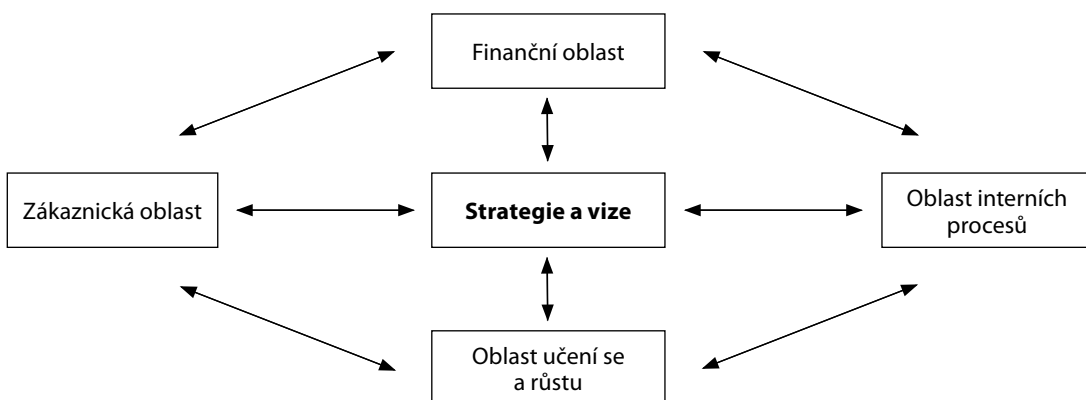 Finanční oblast
Zákaznická oblast
Strategie a vize
Oblast interních
procesů
Oblast učení se
a růstu